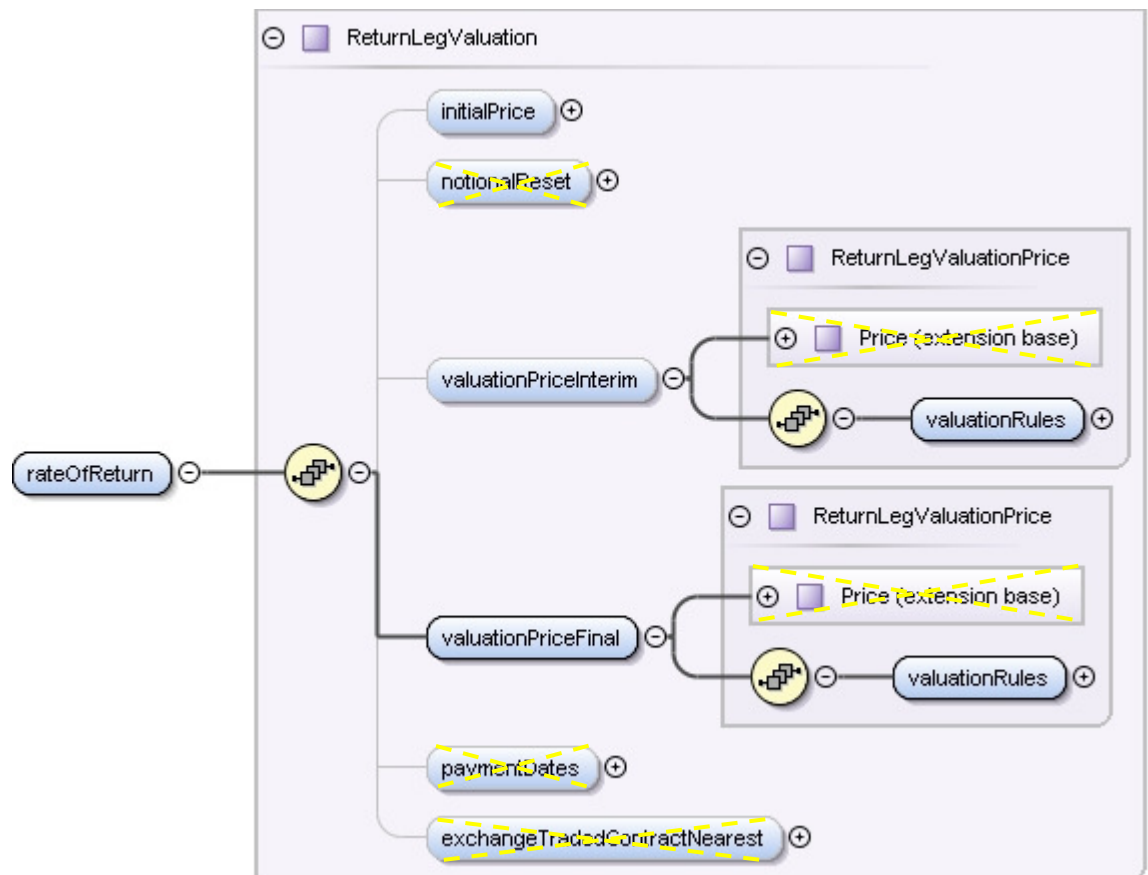 ReturnLegValuation
initialPrice
notionalReset
ReturnLegValuationPrice
Price (extension base)
valuationPriceInterim
valuationRules
rateOfReturn
ReturnLegValuationPrice
Price (extension base)
valuationPriceFinal
valuationRules
paymentDates
exchangeTradedContractNearest